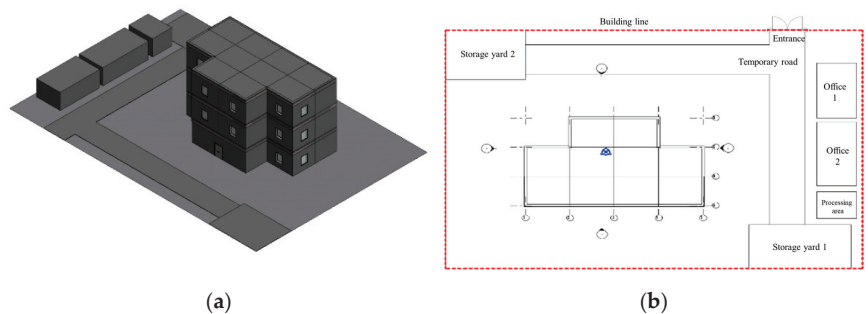 Building line
Entrance
Storage yard 2
Temporary road
Office
1
Office
2
Processing
area
Storage yard 1
(a)
(b)